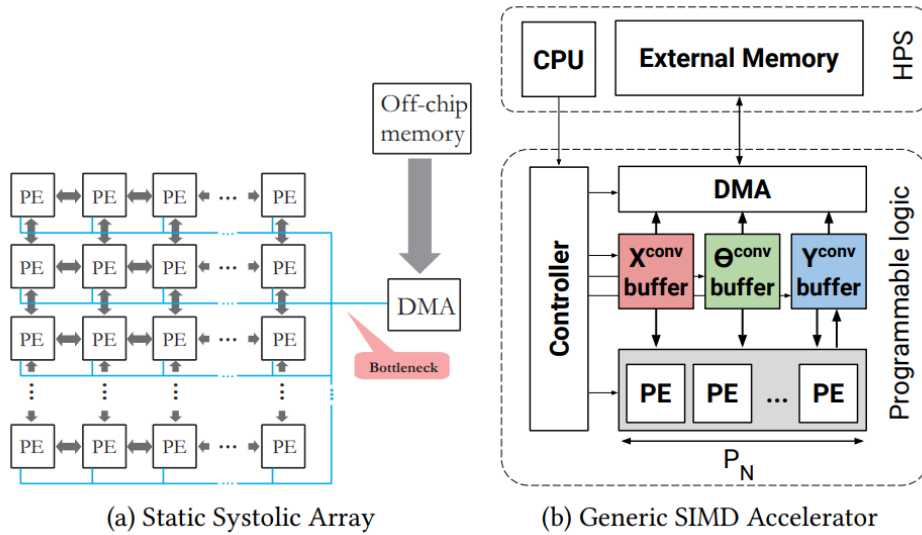 Off-chip
memory
PE PE PE ... PE
...
PE PE PE ... PE
...
DMA
PE PE PE ... PE
Bottleneck
...
... ... ... ... ...
PE PE PE ... PE
...
(a) Static Systolic Array
CPU
External Memory
HPS
Controller
DMA
Xconv
buffer
Θconv
buffer
Yconv
buffer
PE PE ... PE
PN
Programmable logic
(b) Generic SIMD Accelerator